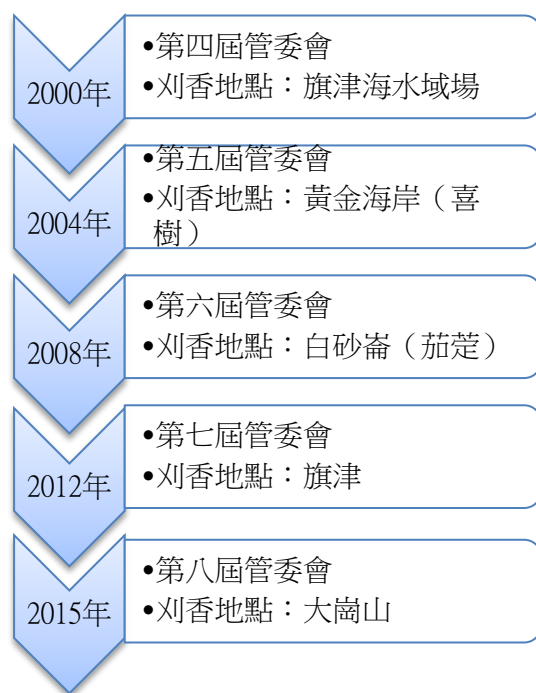 2000年
•第四屆管委會
•刈香地點：旗津海水域場
2004年
•第五屆管委會
•刈香地點：黃金海岸（喜
樹）
2008年
•第六屆管委會
•刈香地點：白砂崙（茄萣）
2012年
•第七屆管委會
•刈香地點：旗津
2015年
•第八屆管委會
•刈香地點：大崗山